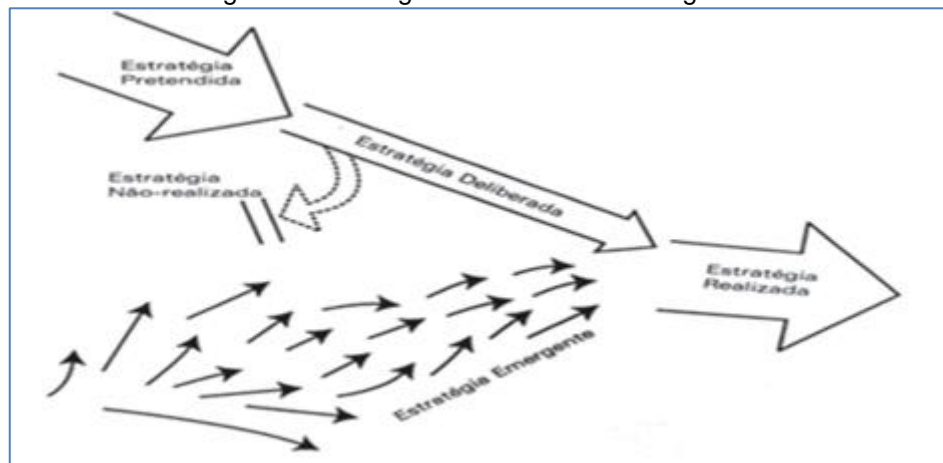 Estratégia
Pretendida
Estratégia Deliberada
Estratégia
Não-realizada
Estratégia
Realizada
Estratégia Emergente